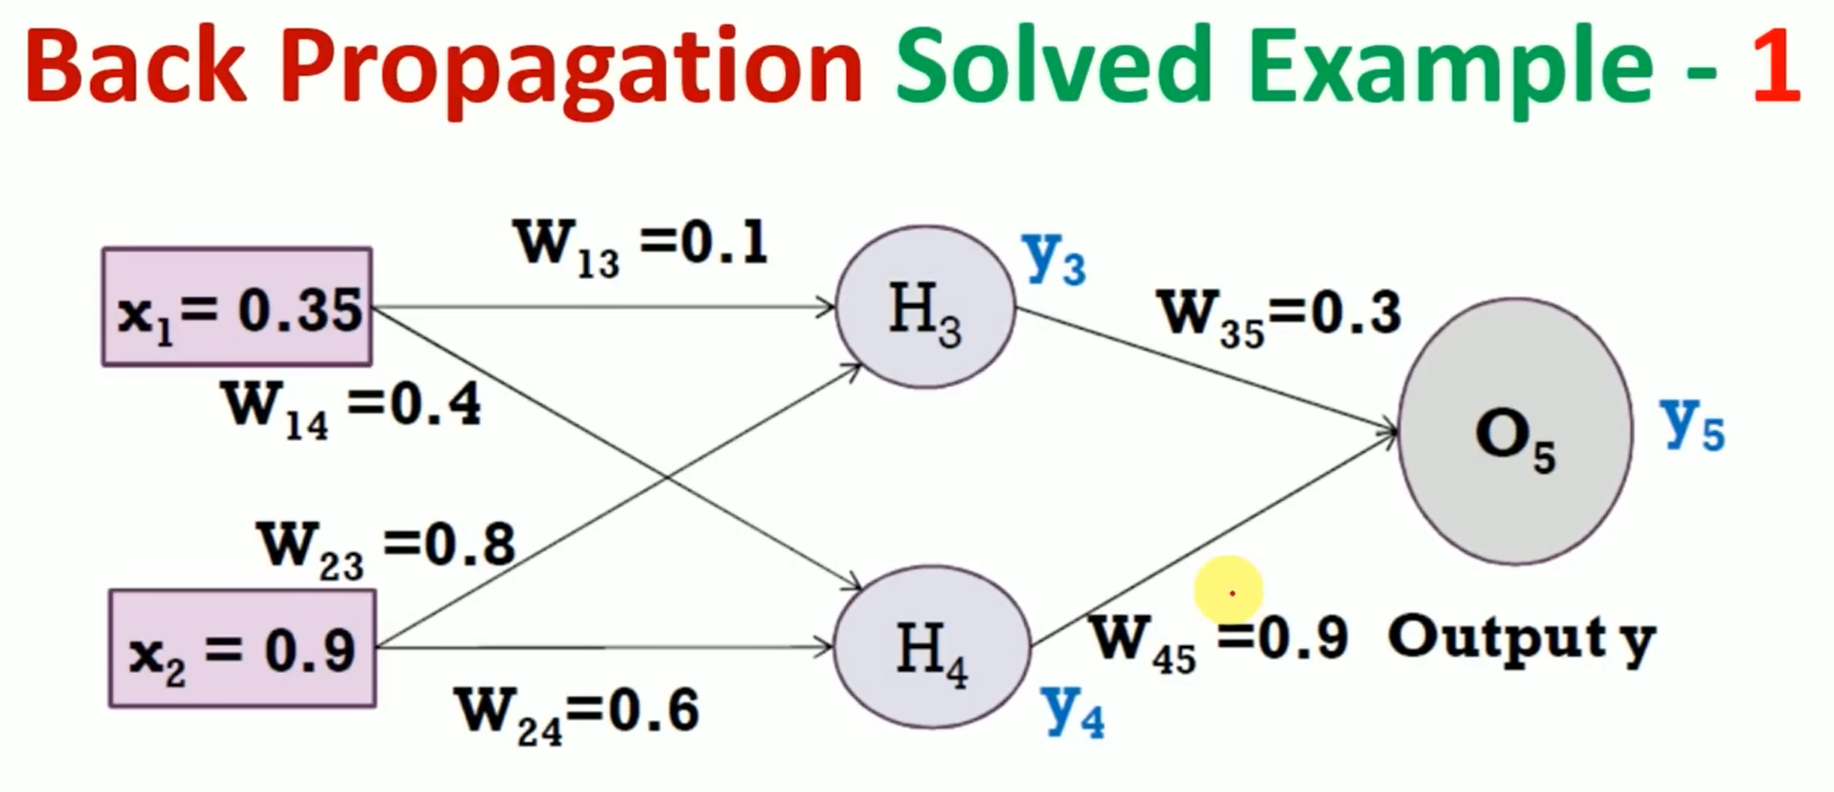 Back Propagation Solved Example - 1
W₁₃ =0.1
y₃
x₁= 0.35
H₃
W₃₅=0.3
W₁₄ =0.4
O₅
y₅
W₂₃ =0.8
x₂ = 0.9
H₄
W₄₅ =0.9
Output y
W₂₄=0.6
y₄